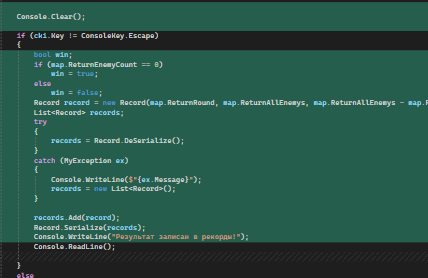 Console.Clear();
if (cki.Key != ConsoleKey.Escape)
{
bool win;
if (map.ReturnEnemyCount == 0)
win = true;
else
win = false;
Record record = new Record(map.ReturnRound, map.ReturnAllEnemys, map.ReturnAllEnemys - map.R
List<Record> records;
try
{
records = Record.DeSerialize();
}
catch (MyException ex)
{
Console.WriteLine($"{ex.Message}");
records = new List<Record>();
}
records.Add(record);
Record.Serialize(records);
Console.WriteLine("Результат записан в рекорди!");
Console.ReadLine();
}
else